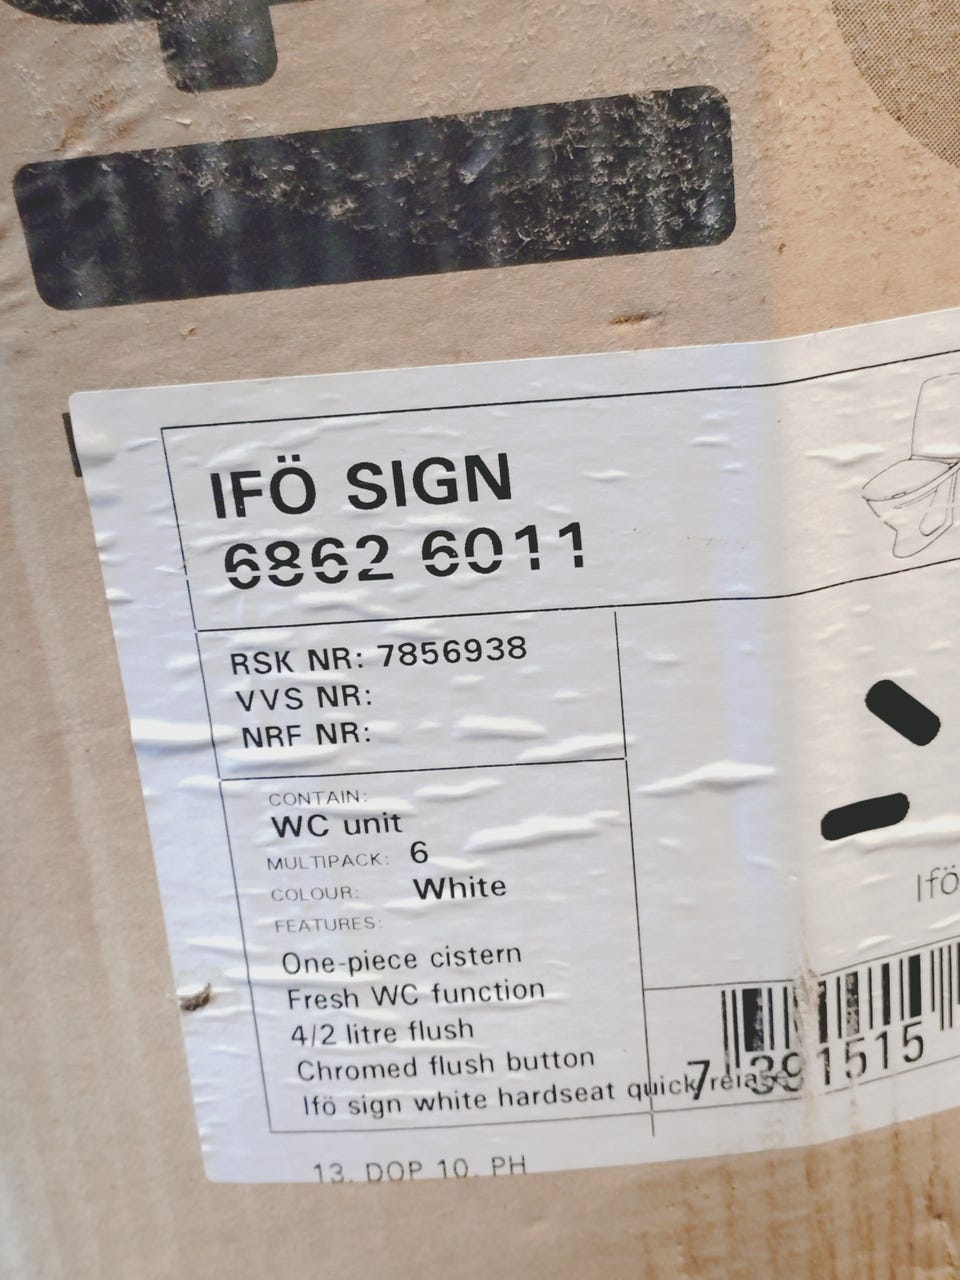 IFÖ SIGN
6862 6011
RSK NR: 7856938
VVS NR:
NRF NR:
CONTAIN:
WC unit
MULTIPACK: 6
COLOUR: White
FEATURES:
One-piece cistern
Fresh WC function
4/2 litre flush
Chromed flush button
Ifö sign white hardseat quick
Ifö
7 391515
13. DOP 10. PH